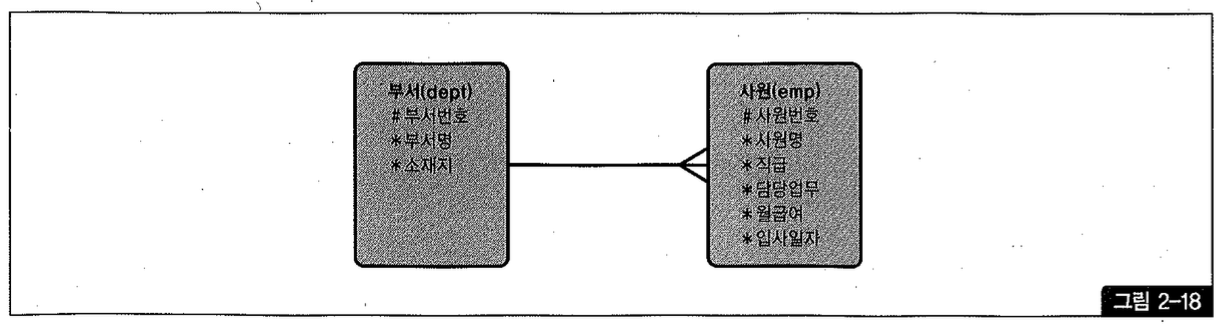 부서(dept)
#부서번호
*부서명
*소재지
사원(emp)
#사원번호
*사원명
*직급
*담당업무
*월급여
*입사일자
그림 2-18